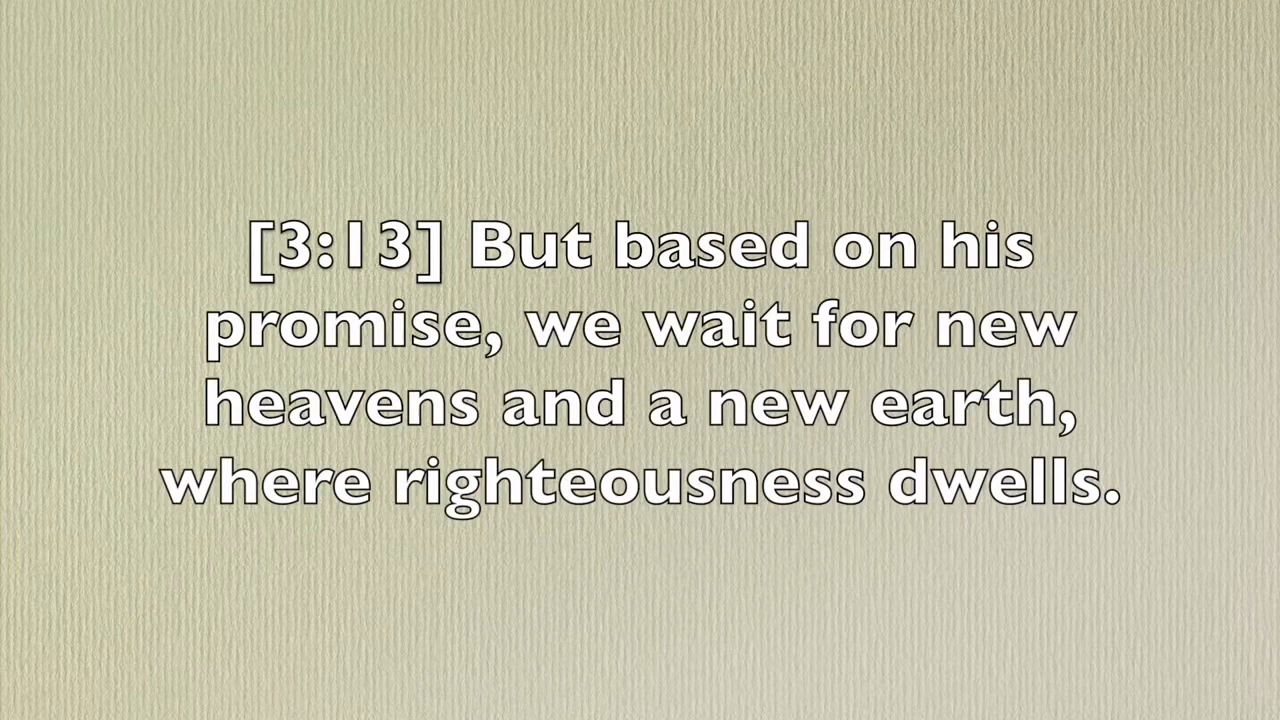 [3:13] But based on his
promise, we wait for new
heavens and a new earth,
where righteousness dwells.